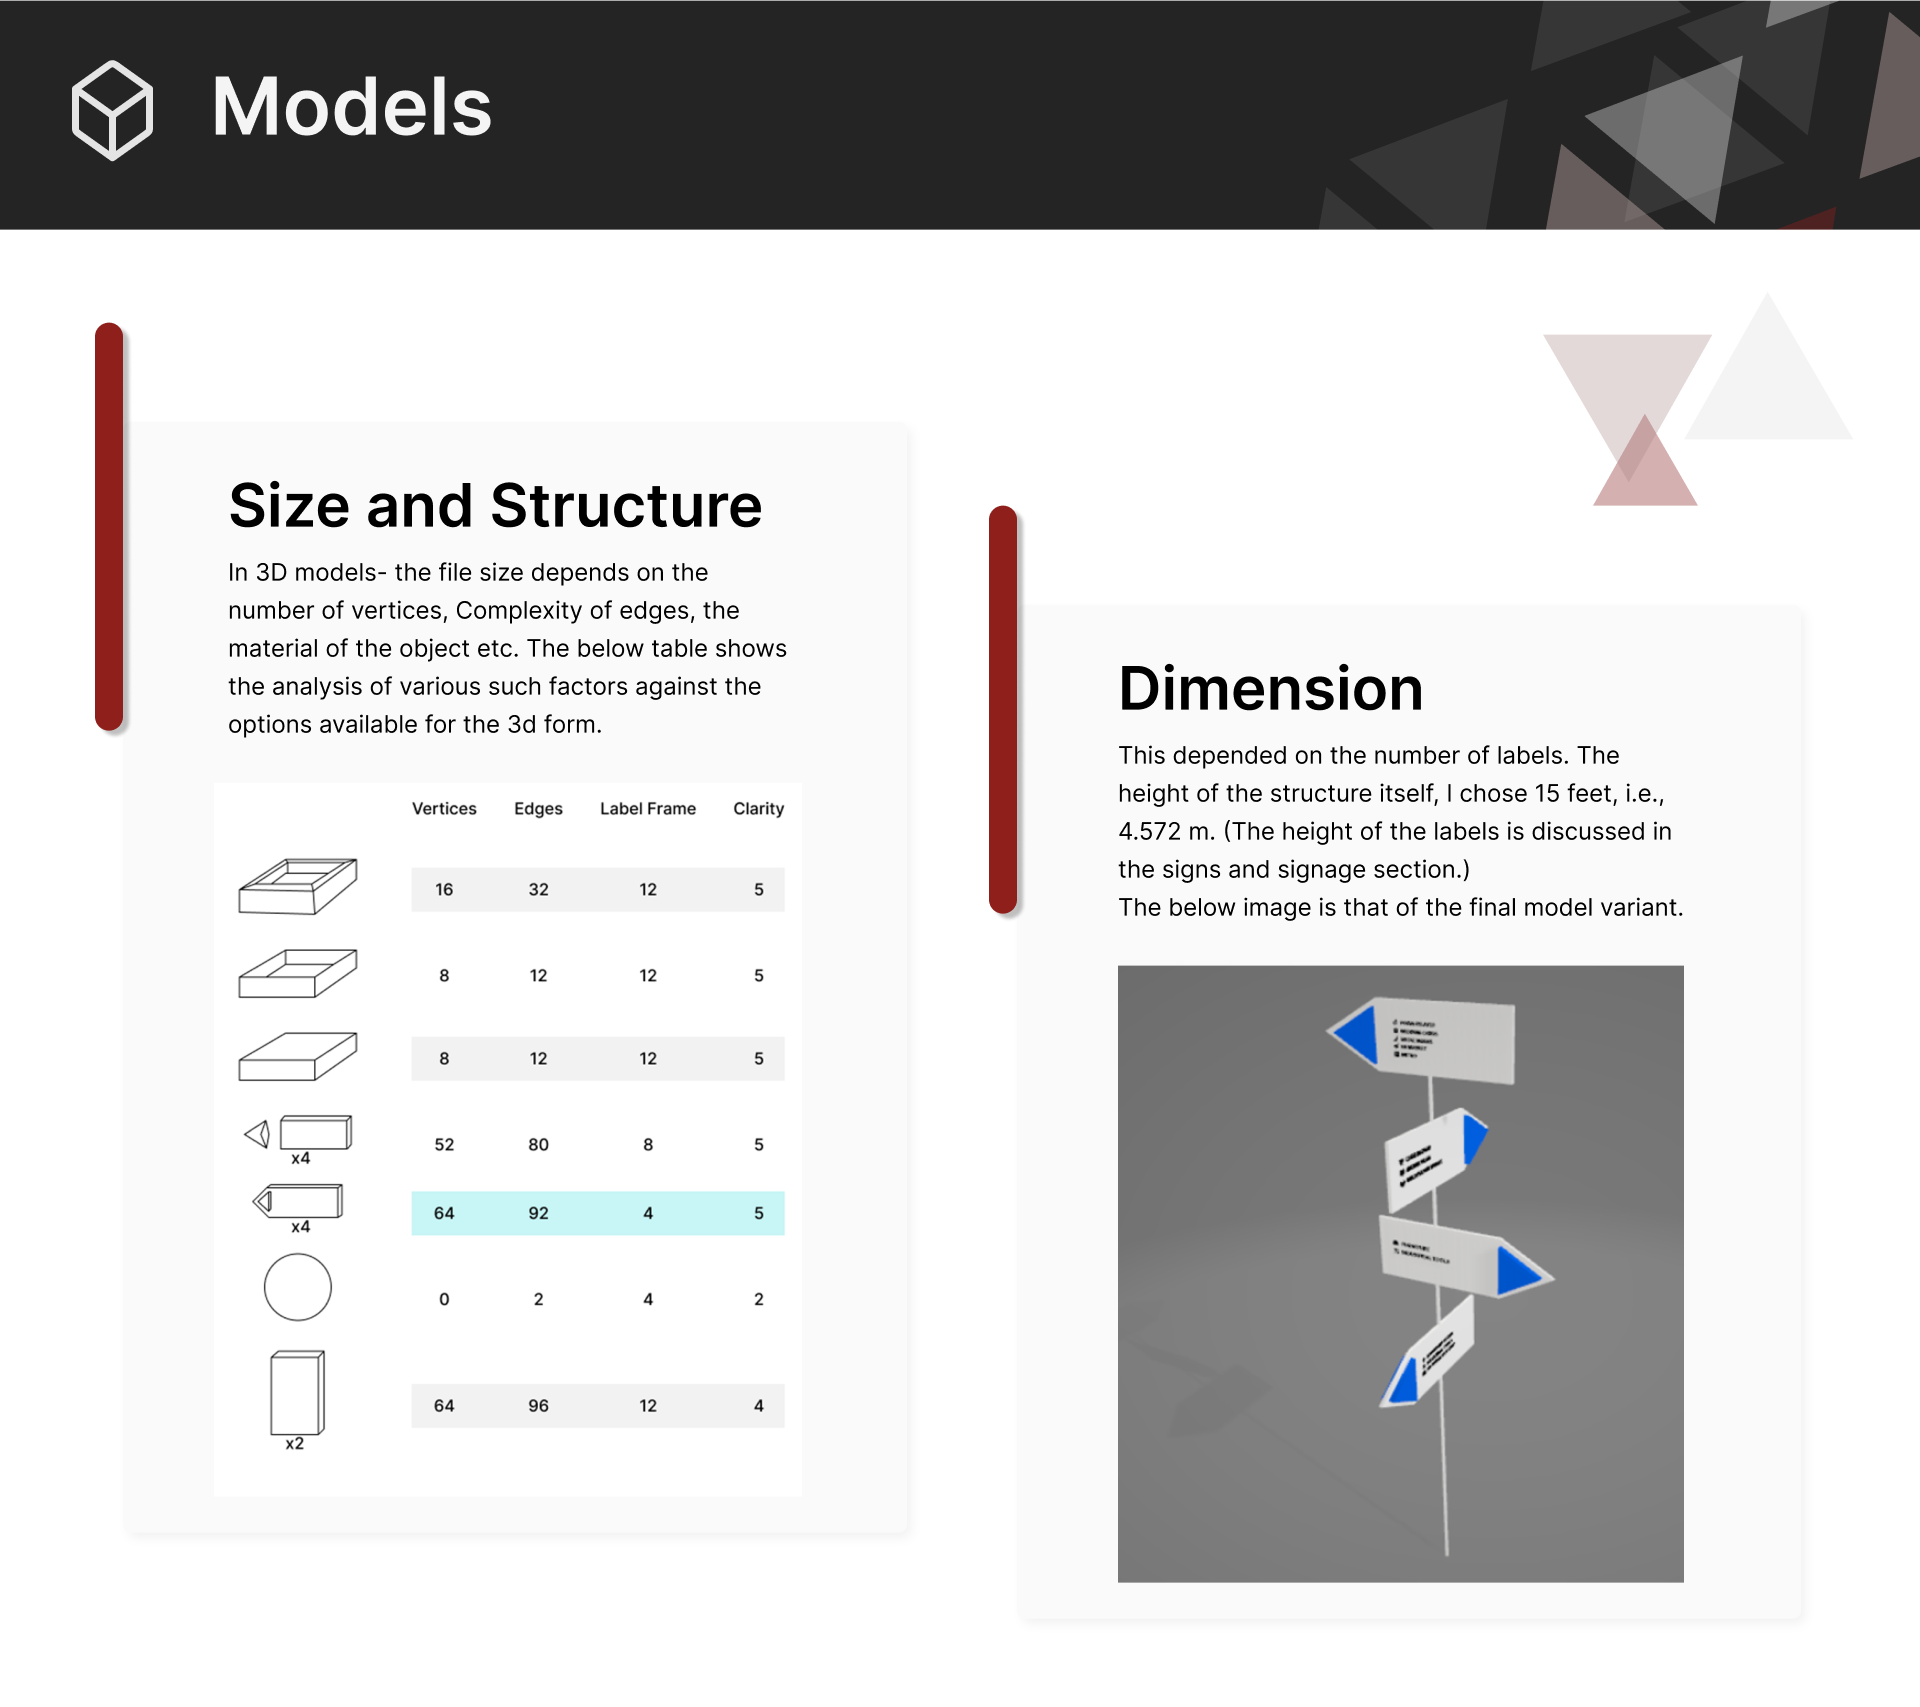 Models
Size and Structure
In 3D models- the file size depends on the
number of vertices, Complexity of edges, the
material of the object etc. The below table shows
the analysis of various such factors against the
options available for the 3d form.
Vertices Edges Label Frame Clarity
16 32 12 5
8 12 12 5
8 12 12 5
x4 52 80 8 5
x4 64 92 4 5
0 2 4 2
64 96 12 4
x2
Dimension
This depended on the number of labels. The
height of the structure itself, I chose 15 feet, i.e.,
4.572 m. (The height of the labels is discussed in
the signs and signage section.)
The below image is that of the final model variant.